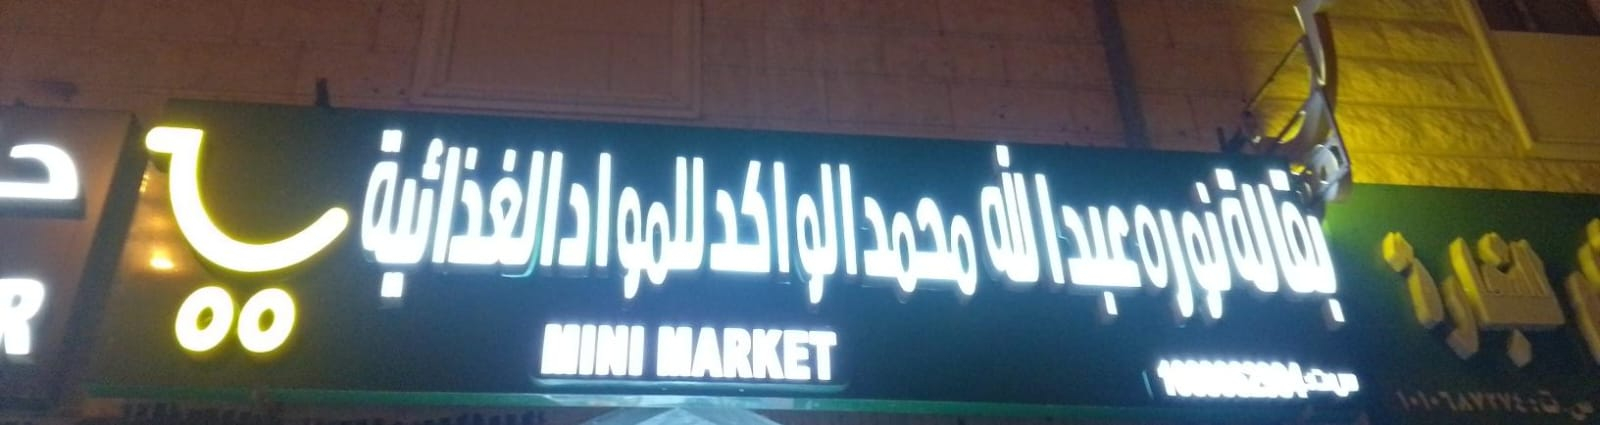 بقالة نوره عبدالله محمد الواكد للمواد الغذائية
MINI MARKET
س.ت: